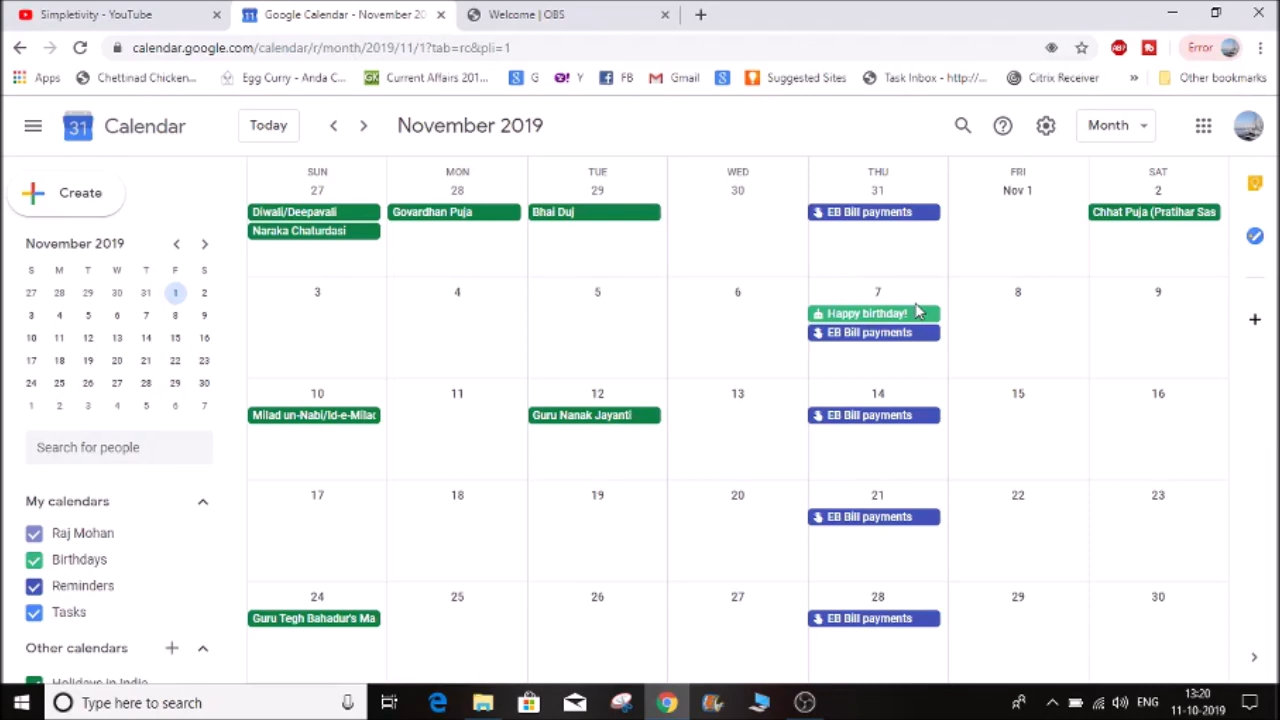 Simpletivity - YouTube
Google Calendar - November 20
Welcome | OBS
calendar.google.com/calendar/r/month/2019/11/1?tab=rc&pli=1
ABP
Error
Apps
Chettinad Chicken...
Egg Curry - Anda C...
GK
Current Affairs 201...
G
Y
FB
Gmail
Suggested Sites
Task Inbox - http://...
Citrix Receiver
Other bookmarks
31
Calendar
Today
November 2019
Month
Create
November 2019
S M T W T F S
27 28 29 30 31 1 2
3 4 5 6 7 8 9
10 11 12 13 14 15 16
17 18 19 20 21 22 23
24 25 26 27 28 29 30
1 2 3 4 5 6 7
Search for people
My calendars
Raj Mohan
Birthdays
Reminders
Tasks
Other calendars
Holidays in India
SUN MON TUE WED THU FRI SAT
27 28 29 30 31 Nov 1 2
Diwali/Deepavali
Govardhan Puja
Bhai Duj
EB Bill payments
Chhat Puja (Pratihar Sas
Naraka Chaturdasi
3 4 5 6 7 8 9
Happy birthday!
EB Bill payments
10 11 12 13 14 15 16
Milad un-Nabi/Id-e-Milad
Guru Nanak Jayanti
EB Bill payments
17 18 19 20 21 22 23
EB Bill payments
24 25 26 27 28 29 30
Guru Tegh Bahadur's Ma
EB Bill payments
Type here to search
ENG
13:20
11-10-2019